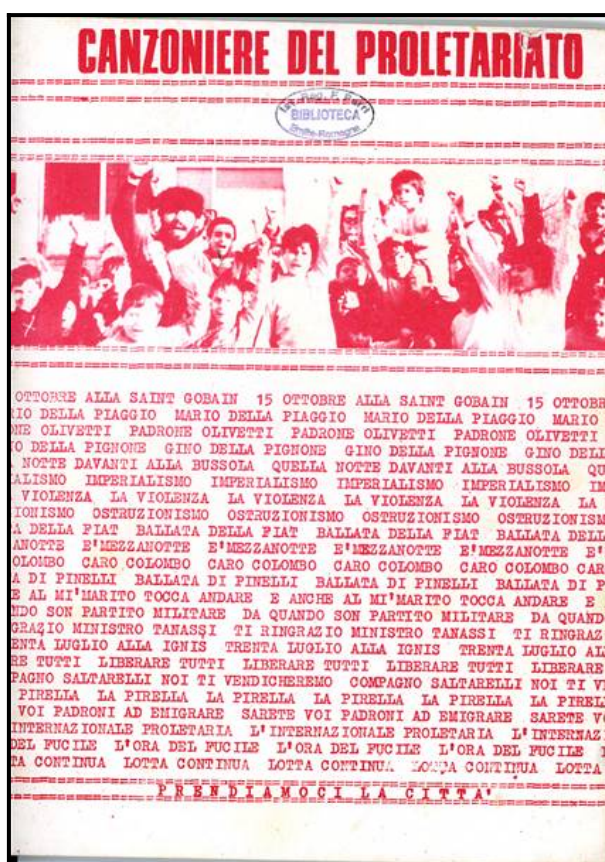 CANZONIERE DEL PROLETARIATO
BIBLIOTECA
Emilia-Romagna
OTTOBRE ALLA SAINT GOBAIN 15 OTTOBRE ALLA SAINT GOBAIN 15 OTTOBR
IO DELLA PIAGGIO MARIO DELLA PIAGGIO MARIO DELLA PIAGGIO MARIO
NE OLIVETTI PADRONE OLIVETTI PADRONE OLIVETTI PADRONE OLIVETTI
O DELLA PIGNONE GINO DELLA PIGNONE GINO DELLA PIGNONE GINO DELL
NOTTE DAVANTI ALLA BUSSOLA QUELLA NOTTE DAVANTI ALLA BUSSOLA QU
ALISMO IMPERIALISMO IMPERIALISMO IMPERIALISMO IMPERIALISMO IM
VIOLENZA LA VIOLENZA LA VIOLENZA LA VIOLENZA LA VIOLENZA LA
IONISMO OSTRUZIONISMO OSTRUZIONISMO OSTRUZIONISMO OSTRUZIONISM
A DELLA FIAT BALLATA DELLA FIAT BALLATA DELLA FIAT BALLATA DELL
ANOTTE E'MEZZANOTTE E'MEZZANOTTE E'MEZZANOTTE E'MEZZANOTTE E'
OLOMBO CARO COLOMBO CARO COLOMBO CARO COLOMBO CARO COLOMBO CAR
A DI PINELLI BALLATA DI PINELLI BALLATA DI PINELLI BALLATA DI P
E AL MI'MARITO TOCCA ANDARE E ANCHE AL MI'MARITO TOCCA ANDARE E
NDO SON PARTITO MILITARE DA QUANDO SON PARTITO MILITARE DA QUAND
GRAZIO MINISTRO TANASSI TI RINGRAZIO MINISTRO TANASSI TI RINGRAZ
ENTA LUGLIO ALLA IGNIS TRENTA LUGLIO ALLA IGNIS TRENTA LUGLIO AL
RE TUTTI LIBERARE TUTTI LIBERARE TUTTI LIBERARE TUTTI LIBERARE
PAGNO SALTARELLI NOI TI VENDICHEREMO COMPAGNO SALTARELLI NOI TI V
PIRELLA LA PIRELLA LA PIRELLA LA PIRELLA LA PIRELLA LA PIREL
VOI PADRONI AD EMIGRARE SARETE VOI PADRONI AD EMIGRARE SARETE V
INTERNAZIONALE PROLETARIA L'INTERNAZIONALE PROLETARIA L'INTERNAZ
DEL FUCILE L'ORA DEL FUCILE L'ORA DEL FUCILE L'ORA DEL FUCILE
TA CONTINUA LOTTA CONTINUA LOTTA CONTINUA LOTTA CONTINUA LOTTA
PRENDIAMOCI LA CITTA'